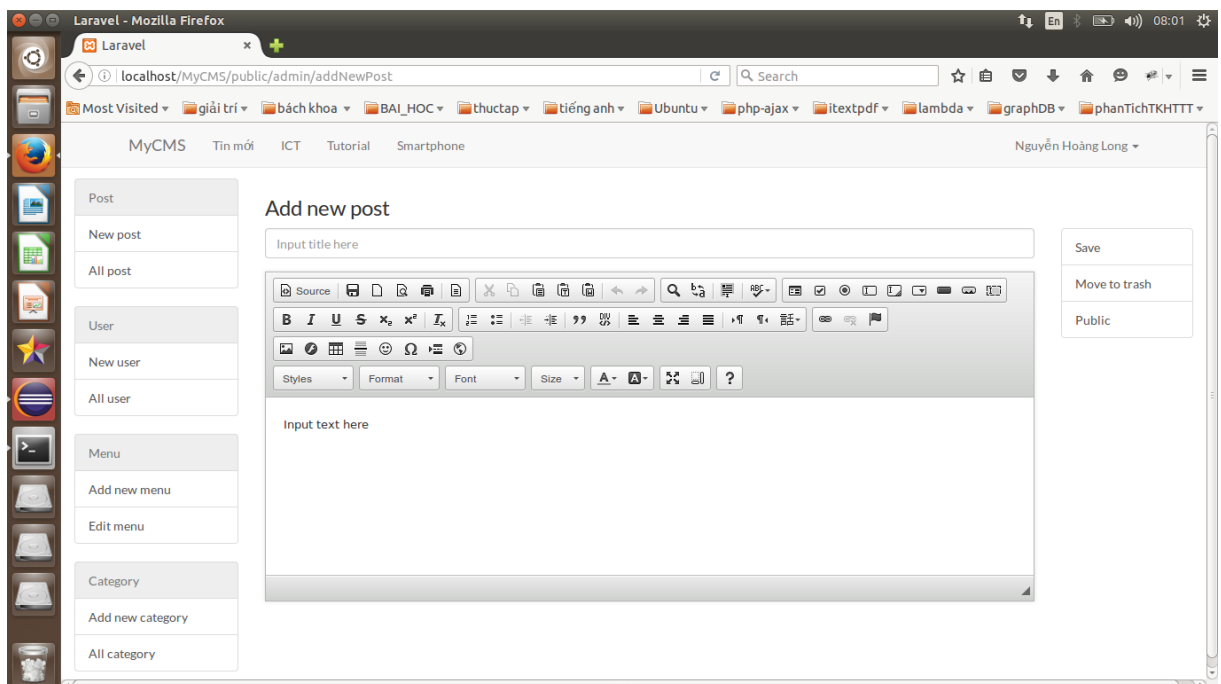 Laravel - Mozilla Firefox En 08:01
Laravel
localhost/MyCMS/public/admin/addNewPost Search
Most Visited giải trí bách khoa BAI_HOC thuctap tiếng anh Ubuntu php-ajax itextpdf lambda graphDB phanTichTKHTTT
MyCMS Tin mới ICT Tutorial Smartphone Nguyễn Hoàng Long
Post
New post
All post
User
New user
All user
Menu
Add new menu
Edit menu
Category
Add new category
All category
Add new post
Input title here
Source
Styles Format Font Size
Input text here
Save
Move to trash
Public